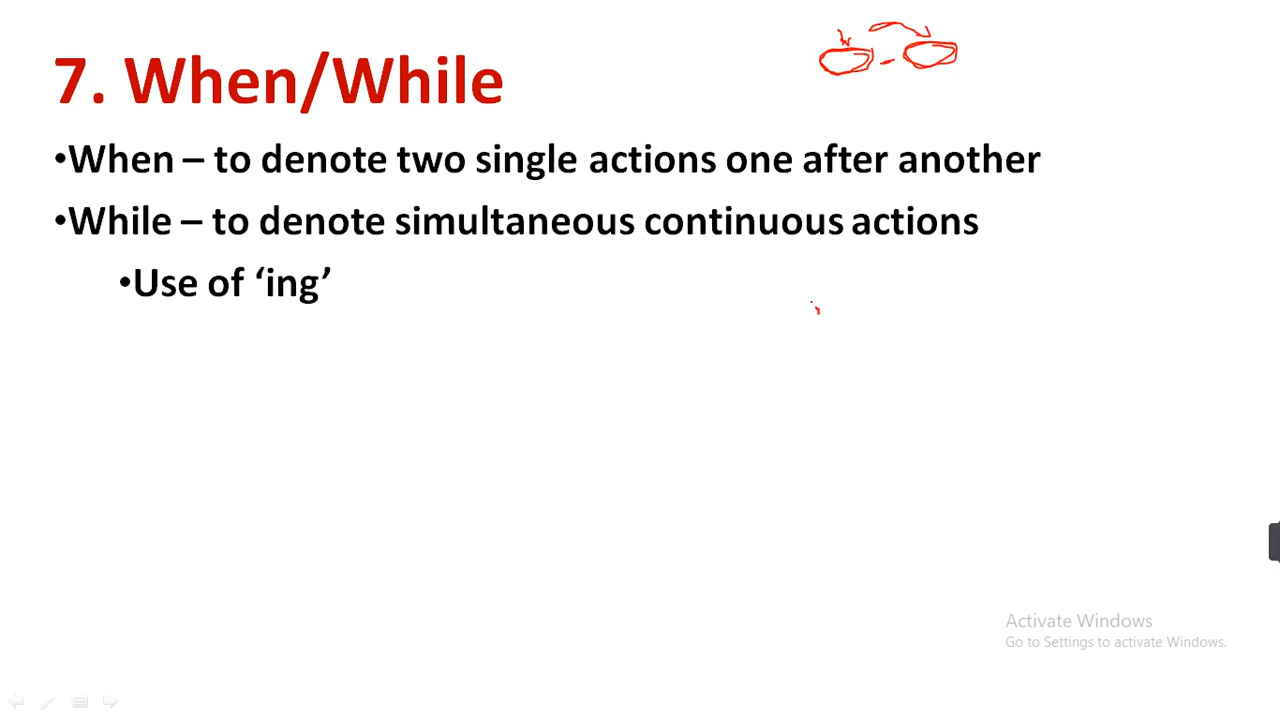 7. When/While
•When – to denote two single actions one after another
•While – to denote simultaneous continuous actions
•Use of ‘ing’
Activate Windows
Go to Settings to activate Windows.